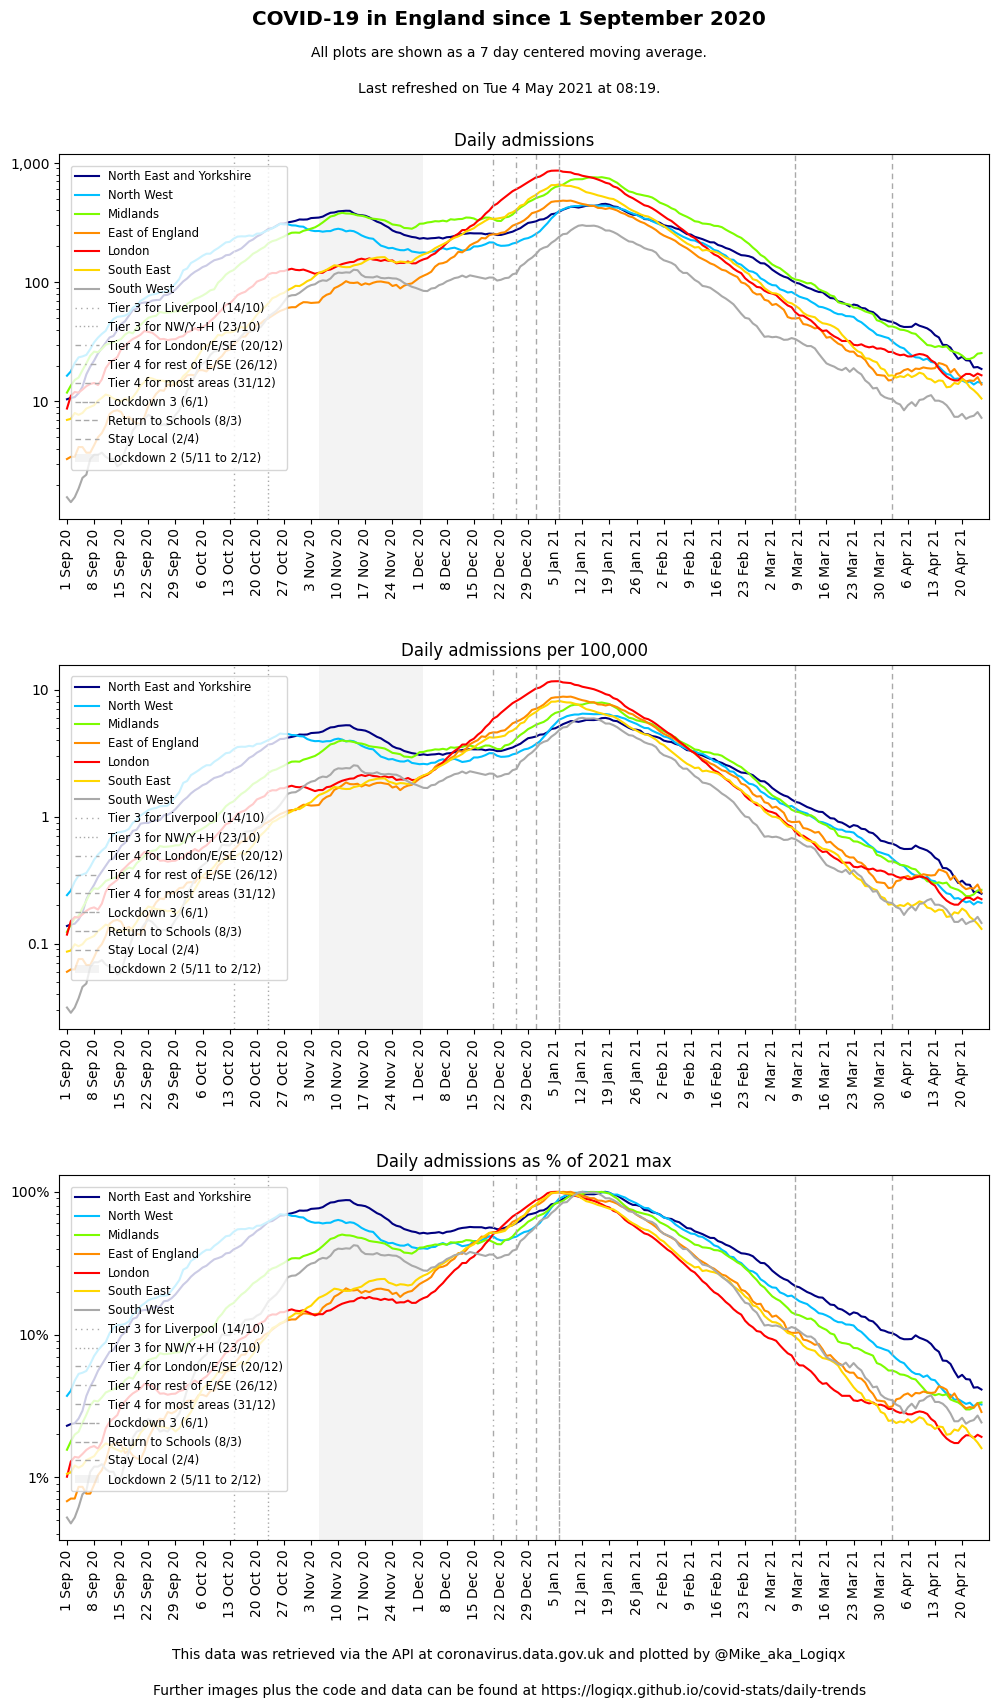 COVID-19 in England since 1 September 2020
All plots are shown as a 7 day centered moving average.
Last refreshed on Tue 4 May 2021 at 08:19.
Daily admissions
1,000
100
10
North East and Yorkshire
North West
Midlands
East of England
London
South East
South West
Tier 3 for Liverpool (14/10)
Tier 3 for NW/Y+H (23/10)
Tier 4 for London/E/SE (20/12)
Tier 4 for rest of E/SE (26/12)
Tier 4 for most areas (31/12)
Lockdown 3 (6/1)
Return to Schools (8/3)
Stay Local (2/4)
Lockdown 2 (5/11 to 2/12)
1 Sep 20
8 Sep 20
15 Sep 20
22 Sep 20
29 Sep 20
6 Oct 20
13 Oct 20
20 Oct 20
27 Oct 20
3 Nov 20
10 Nov 20
17 Nov 20
24 Nov 20
1 Dec 20
8 Dec 20
15 Dec 20
22 Dec 20
29 Dec 20
5 Jan 21
12 Jan 21
19 Jan 21
26 Jan 21
2 Feb 21
9 Feb 21
16 Feb 21
23 Feb 21
2 Mar 21
9 Mar 21
16 Mar 21
23 Mar 21
30 Mar 21
6 Apr 21
13 Apr 21
20 Apr 21
Daily admissions per 100,000
10
1
0.1
North East and Yorkshire
North West
Midlands
East of England
London
South East
South West
Tier 3 for Liverpool (14/10)
Tier 3 for NW/Y+H (23/10)
Tier 4 for London/E/SE (20/12)
Tier 4 for rest of E/SE (26/12)
Tier 4 for most areas (31/12)
Lockdown 3 (6/1)
Return to Schools (8/3)
Stay Local (2/4)
Lockdown 2 (5/11 to 2/12)
1 Sep 20
8 Sep 20
15 Sep 20
22 Sep 20
29 Sep 20
6 Oct 20
13 Oct 20
20 Oct 20
27 Oct 20
3 Nov 20
10 Nov 20
17 Nov 20
24 Nov 20
1 Dec 20
8 Dec 20
15 Dec 20
22 Dec 20
29 Dec 20
5 Jan 21
12 Jan 21
19 Jan 21
26 Jan 21
2 Feb 21
9 Feb 21
16 Feb 21
23 Feb 21
2 Mar 21
9 Mar 21
16 Mar 21
23 Mar 21
30 Mar 21
6 Apr 21
13 Apr 21
20 Apr 21
Daily admissions as % of 2021 max
100%
10%
1%
North East and Yorkshire
North West
Midlands
East of England
London
South East
South West
Tier 3 for Liverpool (14/10)
Tier 3 for NW/Y+H (23/10)
Tier 4 for London/E/SE (20/12)
Tier 4 for rest of E/SE (26/12)
Tier 4 for most areas (31/12)
Lockdown 3 (6/1)
Return to Schools (8/3)
Stay Local (2/4)
Lockdown 2 (5/11 to 2/12)
1 Sep 20
8 Sep 20
15 Sep 20
22 Sep 20
29 Sep 20
6 Oct 20
13 Oct 20
20 Oct 20
27 Oct 20
3 Nov 20
10 Nov 20
17 Nov 20
24 Nov 20
1 Dec 20
8 Dec 20
15 Dec 20
22 Dec 20
29 Dec 20
5 Jan 21
12 Jan 21
19 Jan 21
26 Jan 21
2 Feb 21
9 Feb 21
16 Feb 21
23 Feb 21
2 Mar 21
9 Mar 21
16 Mar 21
23 Mar 21
30 Mar 21
6 Apr 21
13 Apr 21
20 Apr 21
This data was retrieved via the API at coronavirus.data.gov.uk and plotted by @Mike_aka_Logiqx
Further images plus the code and data can be found at https://logiqx.github.io/covid-stats/daily-trends